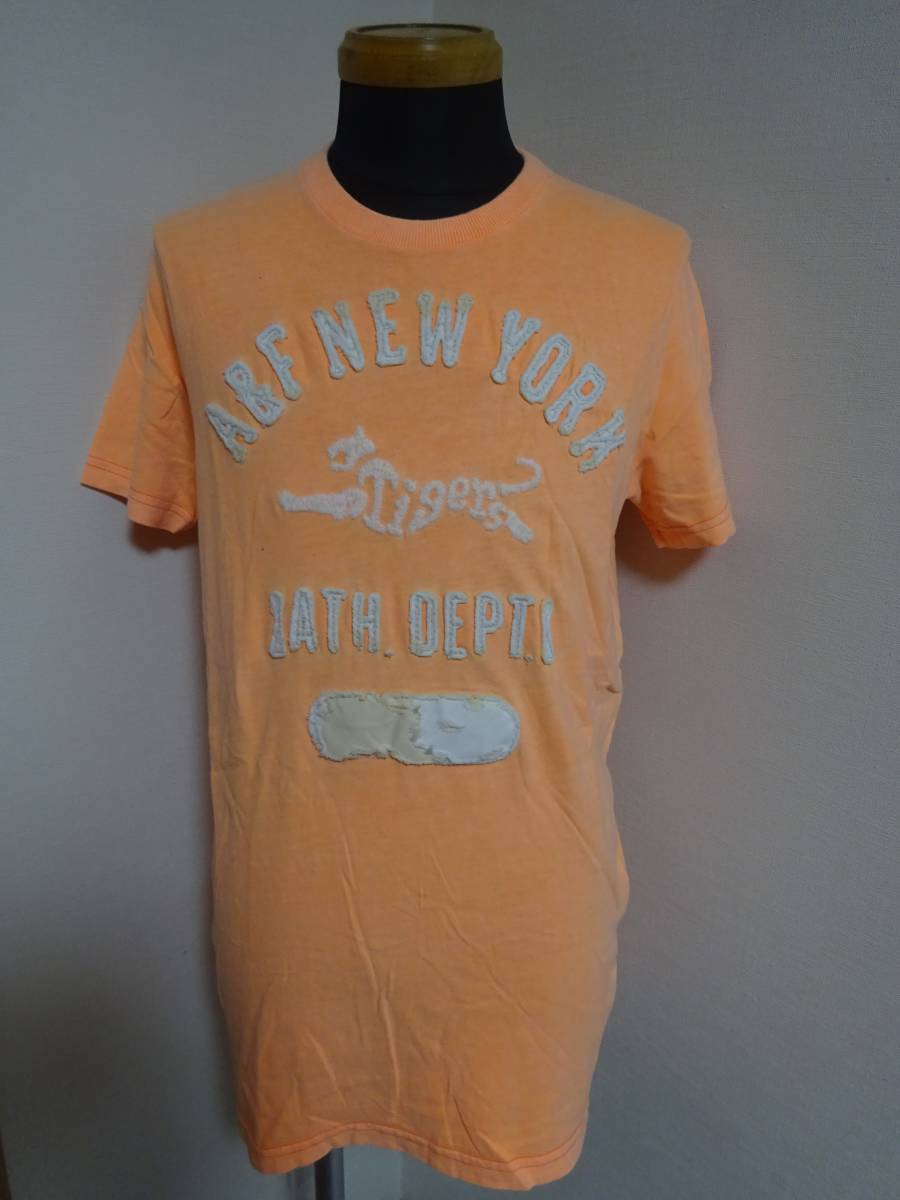 A&F NEW YORK
Tigers
ATH. DEPT.